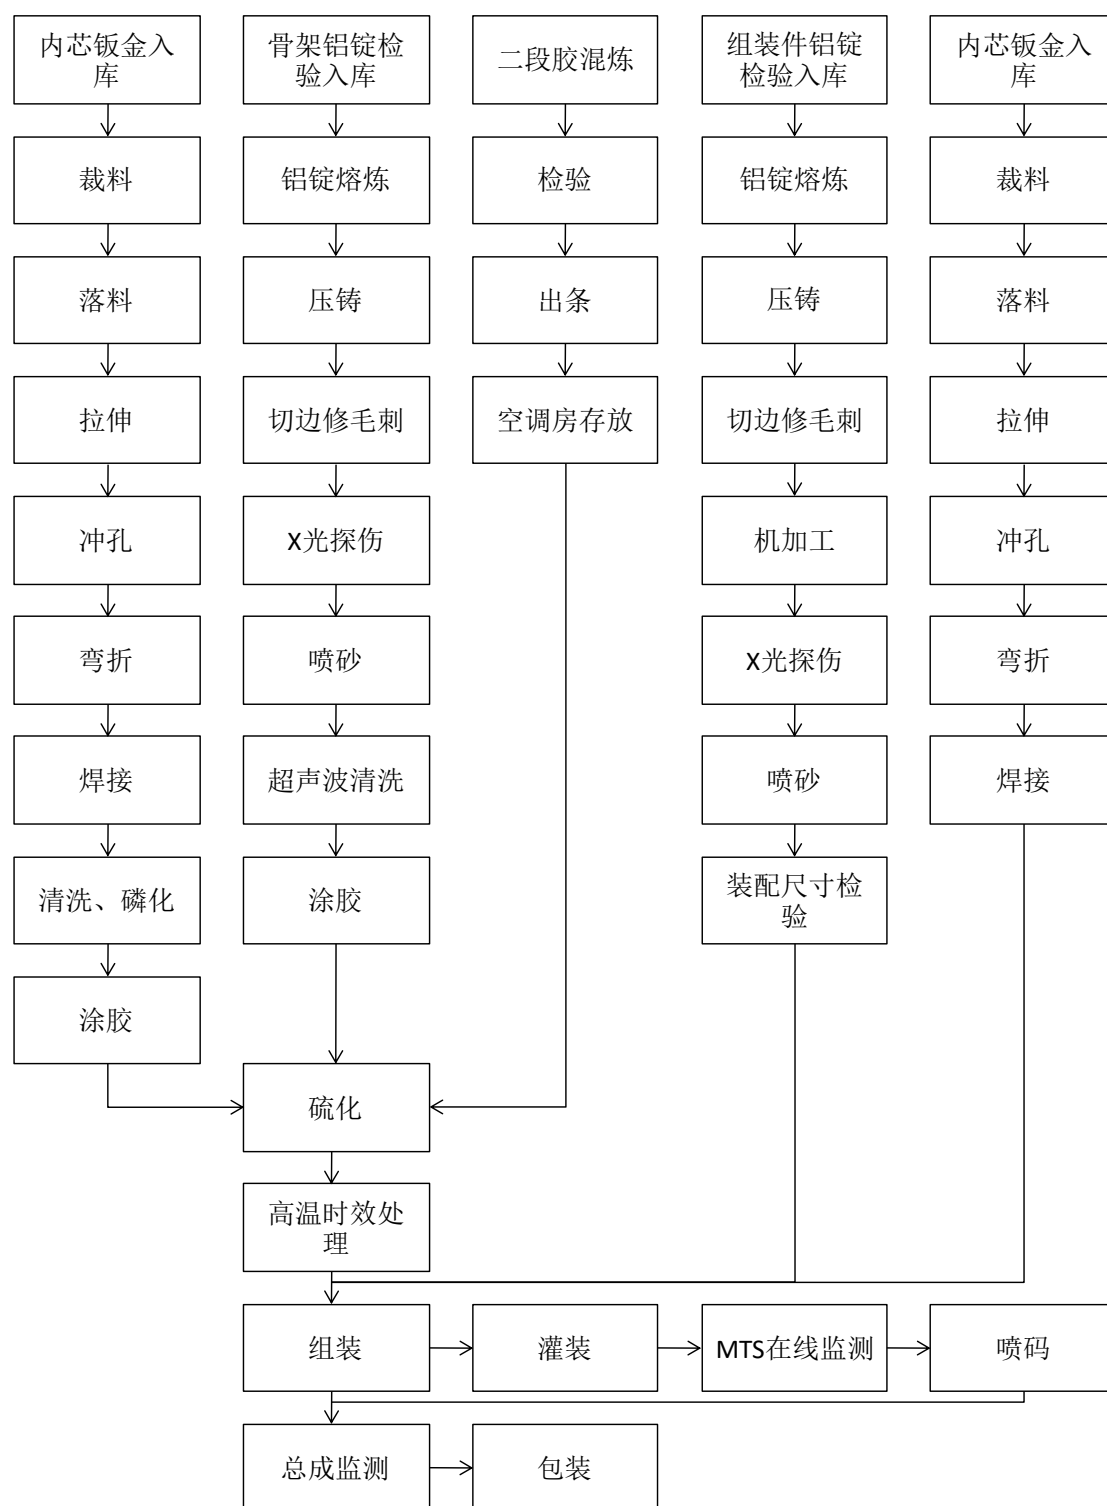 内芯钣金入
库
骨架铝锭检
验入库
二段胶混炼
组装件铝锭
检验入库
内芯钣金入
库
裁料
铝锭熔炼
检验
铝锭熔炼
裁料
落料
压铸
出条
压铸
落料
拉伸
切边修毛刺
空调房存放
切边修毛刺
拉伸
冲孔
X光探伤
机加工
冲孔
弯折
喷砂
X光探伤
弯折
焊接
超声波清洗
喷砂
焊接
清洗、磷化
涂胶
装配尺寸检
验
涂胶
硫化
高温时效处
理
组装
灌装
MTS在线监测
喷码
总成监测
包装